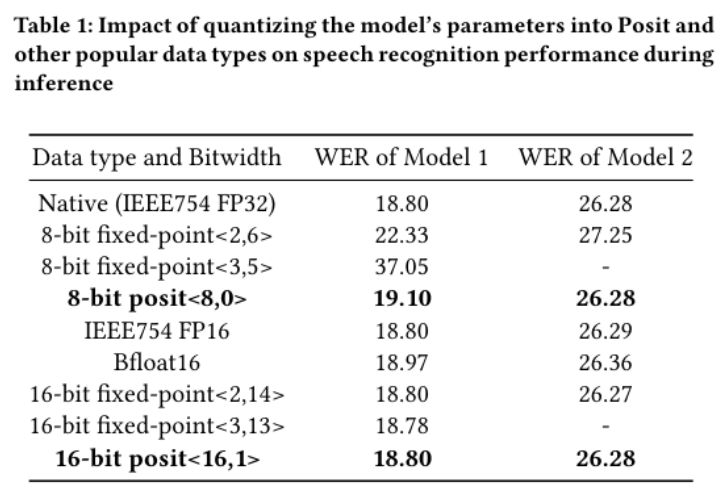 Table 1: Impact of quantizing the model's parameters into Posit and
other popular data types on speech recognition performance during
inference
Data type and Bitwidth WER of Model 1 WER of Model 2
Native (IEEE754 FP32) 18.80 26.28
8-bit fixed-point<2,6> 22.33 27.25
8-bit fixed-point<3,5> 37.05 -
8-bit posit<8,0> 19.10 26.28
IEEE754 FP16 18.80 26.29
Bfloat16 18.97 26.36
16-bit fixed-point<2,14> 18.80 26.27
16-bit fixed-point<3,13> 18.78 -
16-bit posit<16,1> 18.80 26.28